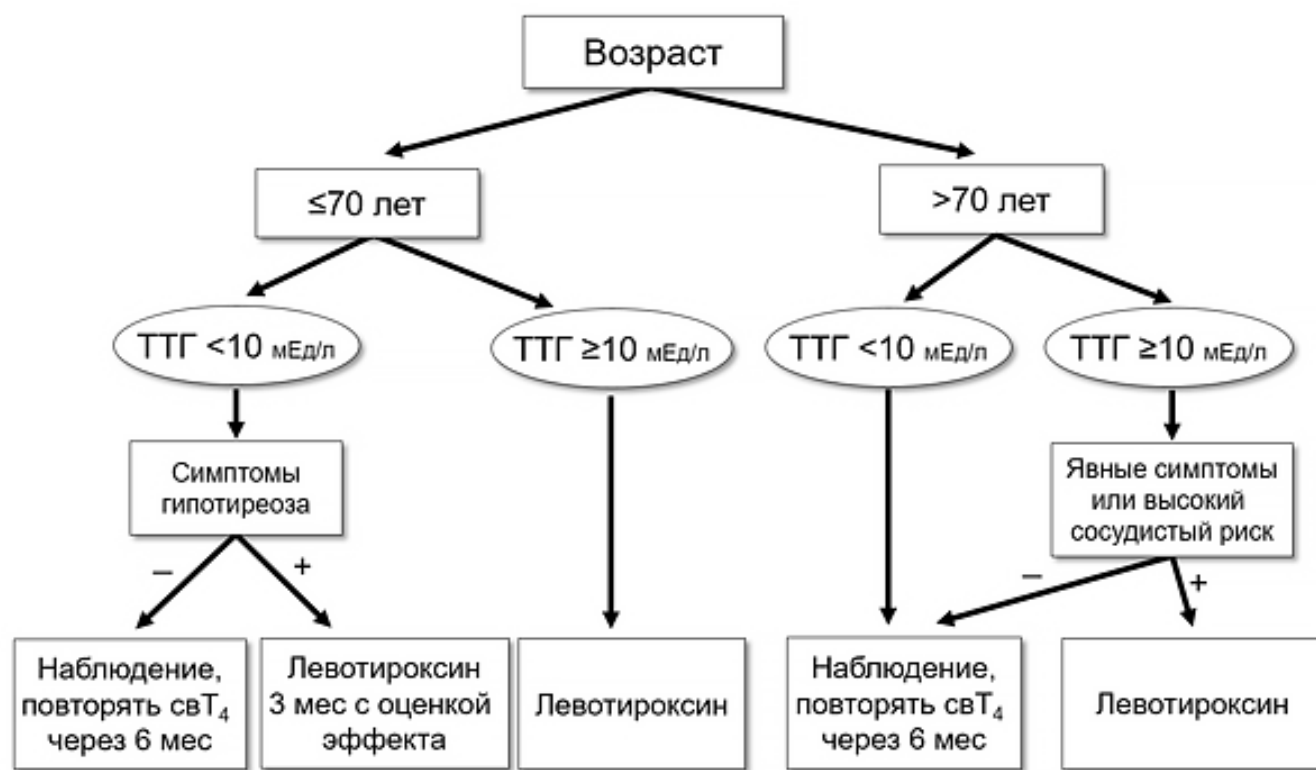 Возраст
≤70 лет
>70 лет
ТТГ <10 мЕд/л
ТТГ ≥10 мЕд/л
ТТГ <10 мЕд/л
ТТГ ≥10 мЕд/л
Симптомы
гипотиреоза
Явные симптомы
или высокий
сосудистый риск
–
+
–
+
Наблюдение,
повторять свТ₄
через 6 мес
Левотироксин
3 мес с оценкой
эффекта
Левотироксин
Наблюдение,
повторять свТ₄
через 6 мес
Левотироксин